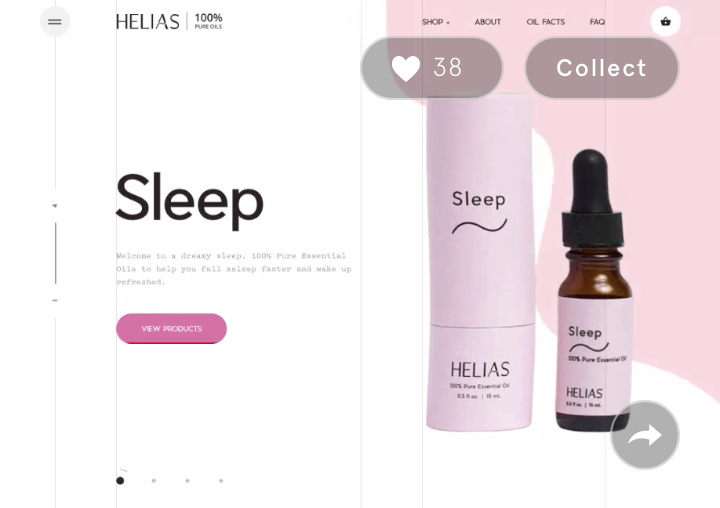 HELIAS
100%
PURE OILS
SHOP
ABOUT
OIL FACTS
FAQ
38
Collect
Sleep
Welcome to a dreamy sleep. 100% Pure Essential
Oils to help you fall asleep faster and wake up
refreshed.
VIEW PRODUCTS
Sleep
HELIAS
100% Pure Essential Oil
0,5 fl oz. | 15 mL
Sleep
100% Pure Essential Oil
HELIAS
0,5 fl oz. | 15 mL